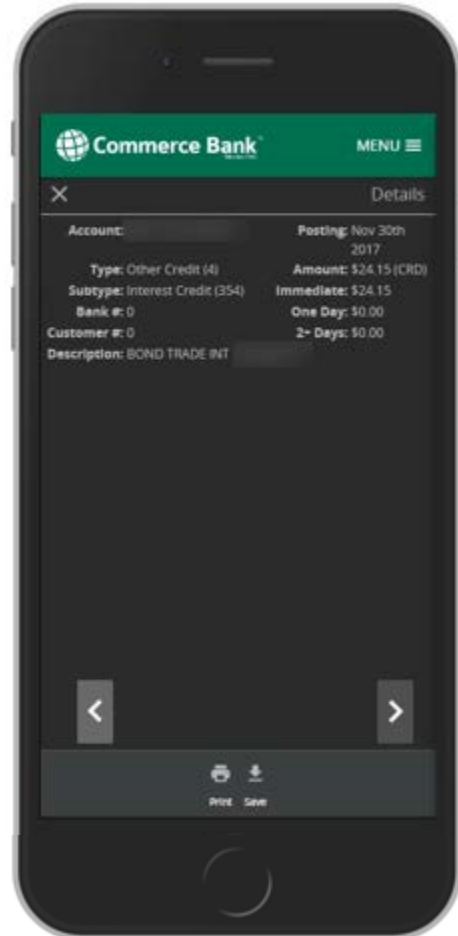 Commerce Bank
MENU
Details
Account:
Posting: Nov 30th
2017
Type: Other Credit (4)
Amount: $24.15 (CRD)
Subtype: Interest Credit (354)
Immediate: $24.15
Bank #: 0
One Day: $0.00
Customer #: 0
2+ Days: $0.00
Description: BOND TRADE INT
Print
Save